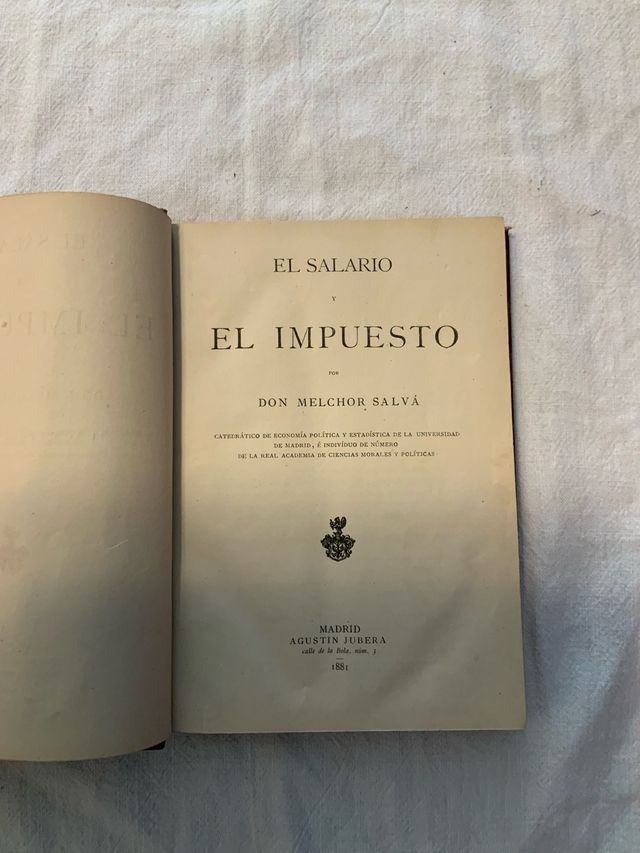 EL SALARIO
Y
EL IMPUESTO
POR
DON MELCHOR SALVÁ
CATEDRÁTICO DE ECONOMÍA POLÍTICA Y ESTADÍSTICA DE LA UNIVERSIDAD
DE MADRID, É INDIVÍDUO DE NÚMERO
DE LA REAL ACADEMIA DE CIENCIAS MORALES Y POLÍTICAS
MADRID
AGUSTIN JUBERA
calle de la Bola, núm. 3
1881